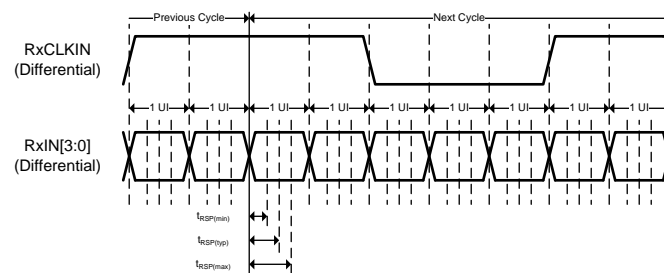 Previous Cycle
Next Cycle
RxCLKIN
(Differential)
1 UI 1 UI 1 UI 1 UI 1 UI 1 UI 1 UI 1 UI 1 UI
RxIN[3:0]
(Differential)
tRSP(min)
tRSP(typ)
tRSP(max)